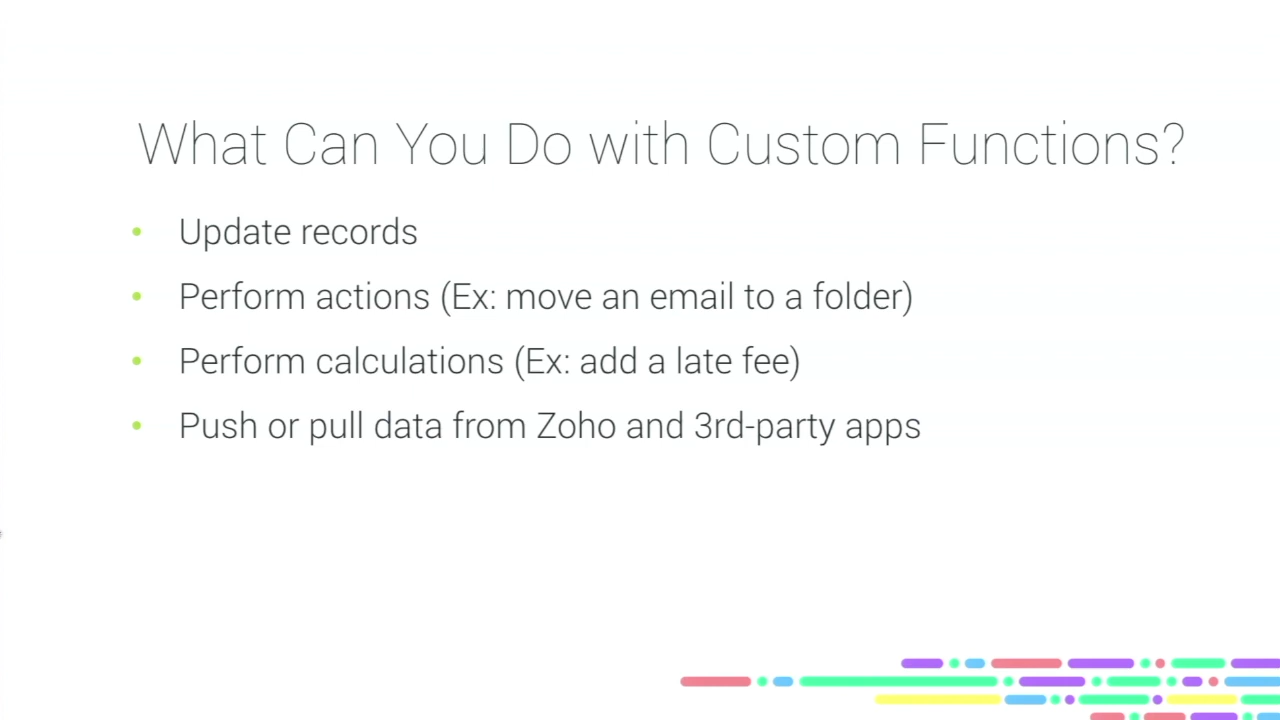 What Can You Do with Custom Functions?
• Update records
• Perform actions (Ex: move an email to a folder)
• Perform calculations (Ex: add a late fee)
• Push or pull data from Zoho and 3rd-party apps